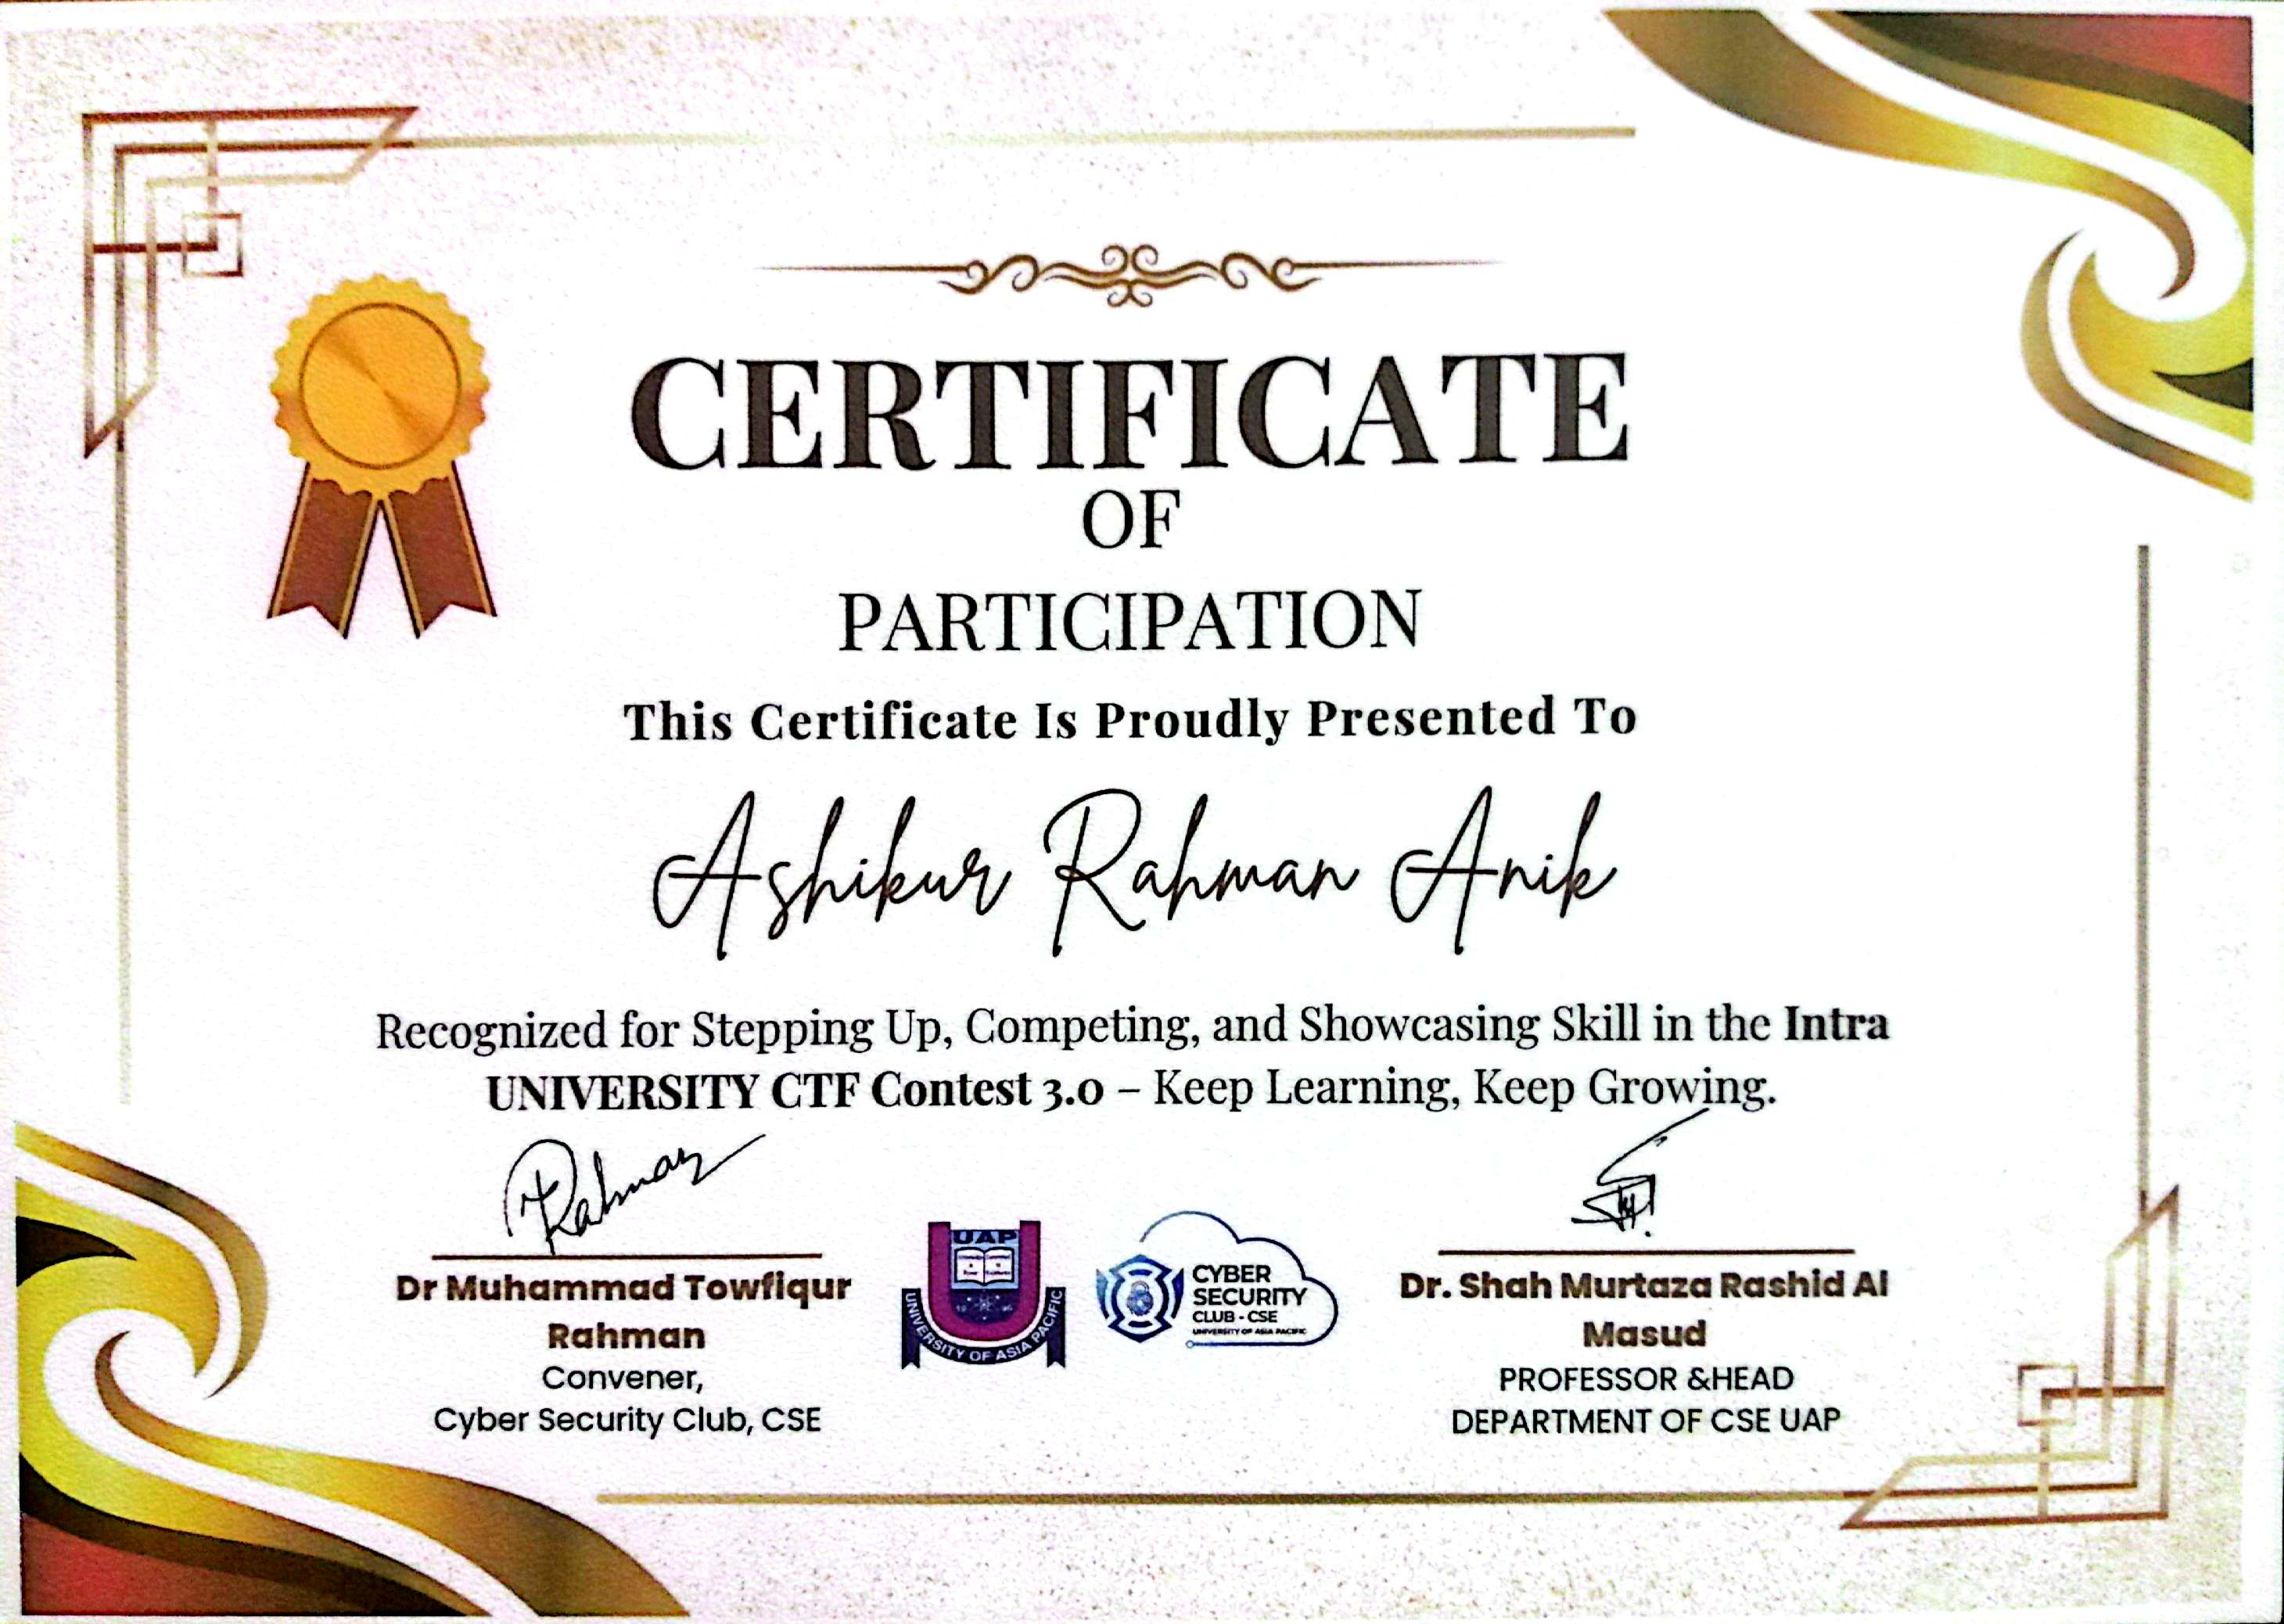 CERTIFICATE
OF
PARTICIPATION
This Certificate Is Proudly Presented To
Ashikur Rahman Anik
Recognized for Stepping Up, Competing, and Showcasing Skill in the Intra
UNIVERSITY CTF Contest 3.0 – Keep Learning, Keep Growing.
Rahman
Dr Muhammad Towfiqur
Rahman
Convener,
Cyber Security Club, CSE
UAP
UNIVERSITY OF ASIA PACIFIC
CYBER
SECURITY
CLUB - CSE
UNIVERSITY OF ASIA PACIFIC
Dr. Shah Murtaza Rashid Al
Masud
PROFESSOR &HEAD
DEPARTMENT OF CSE UAP